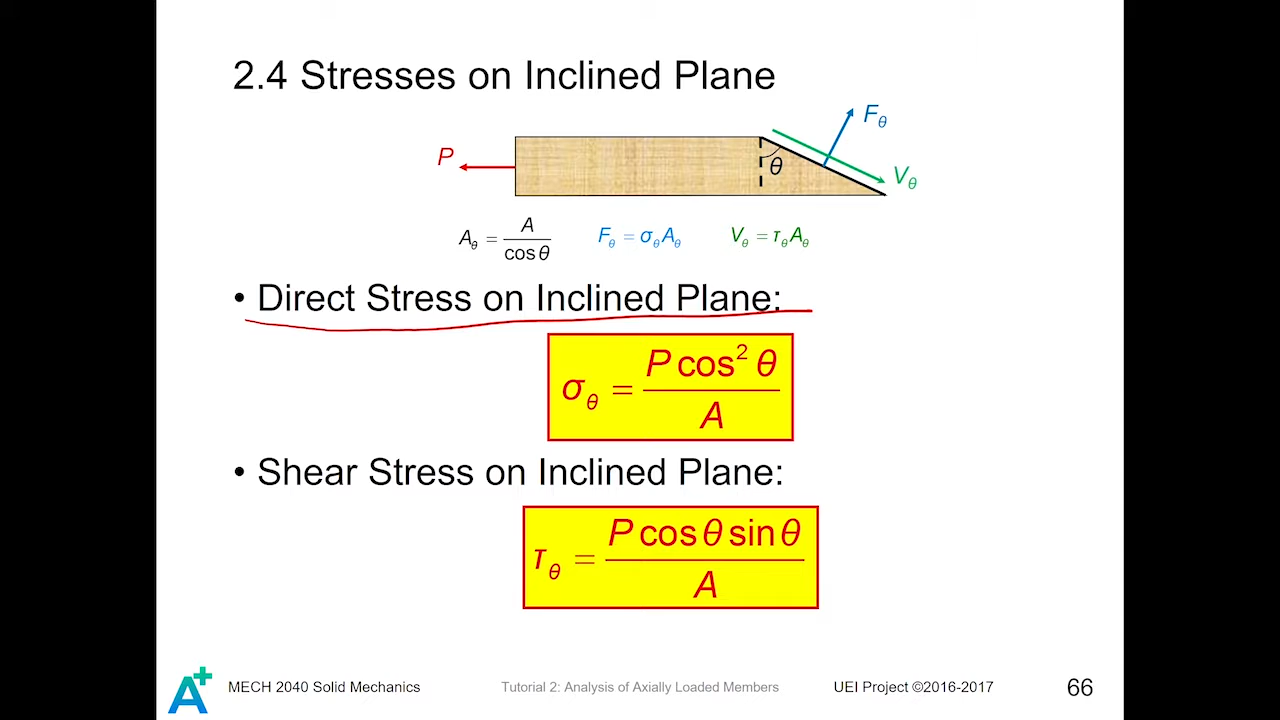 2.4 Stresses on Inclined Plane
P
θ
Fθ
Vθ
Aθ = A / cosθ
Fθ = σθAθ
Vθ = τθAθ
• Direct Stress on Inclined Plane:
σθ = P cos² θ / A
• Shear Stress on Inclined Plane:
τθ = P cosθ sinθ / A
A+
MECH 2040 Solid Mechanics
Tutorial 2: Analysis of Axially Loaded Members
UEI Project ©2016-2017
66